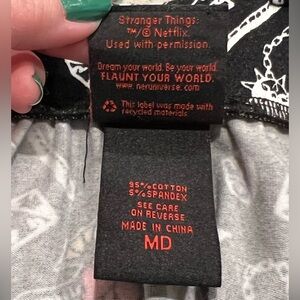 Stranger Things:
™/© Netflix.
Used with permission.
Dream your world. Be your world.
FLAUNT YOUR WORLD.
www.neruniverse.com
This label was made with
recycled materials
95%COTTON
5%SPANDEX
SEE CARE
ON REVERSE
MADE IN CHINA
MD